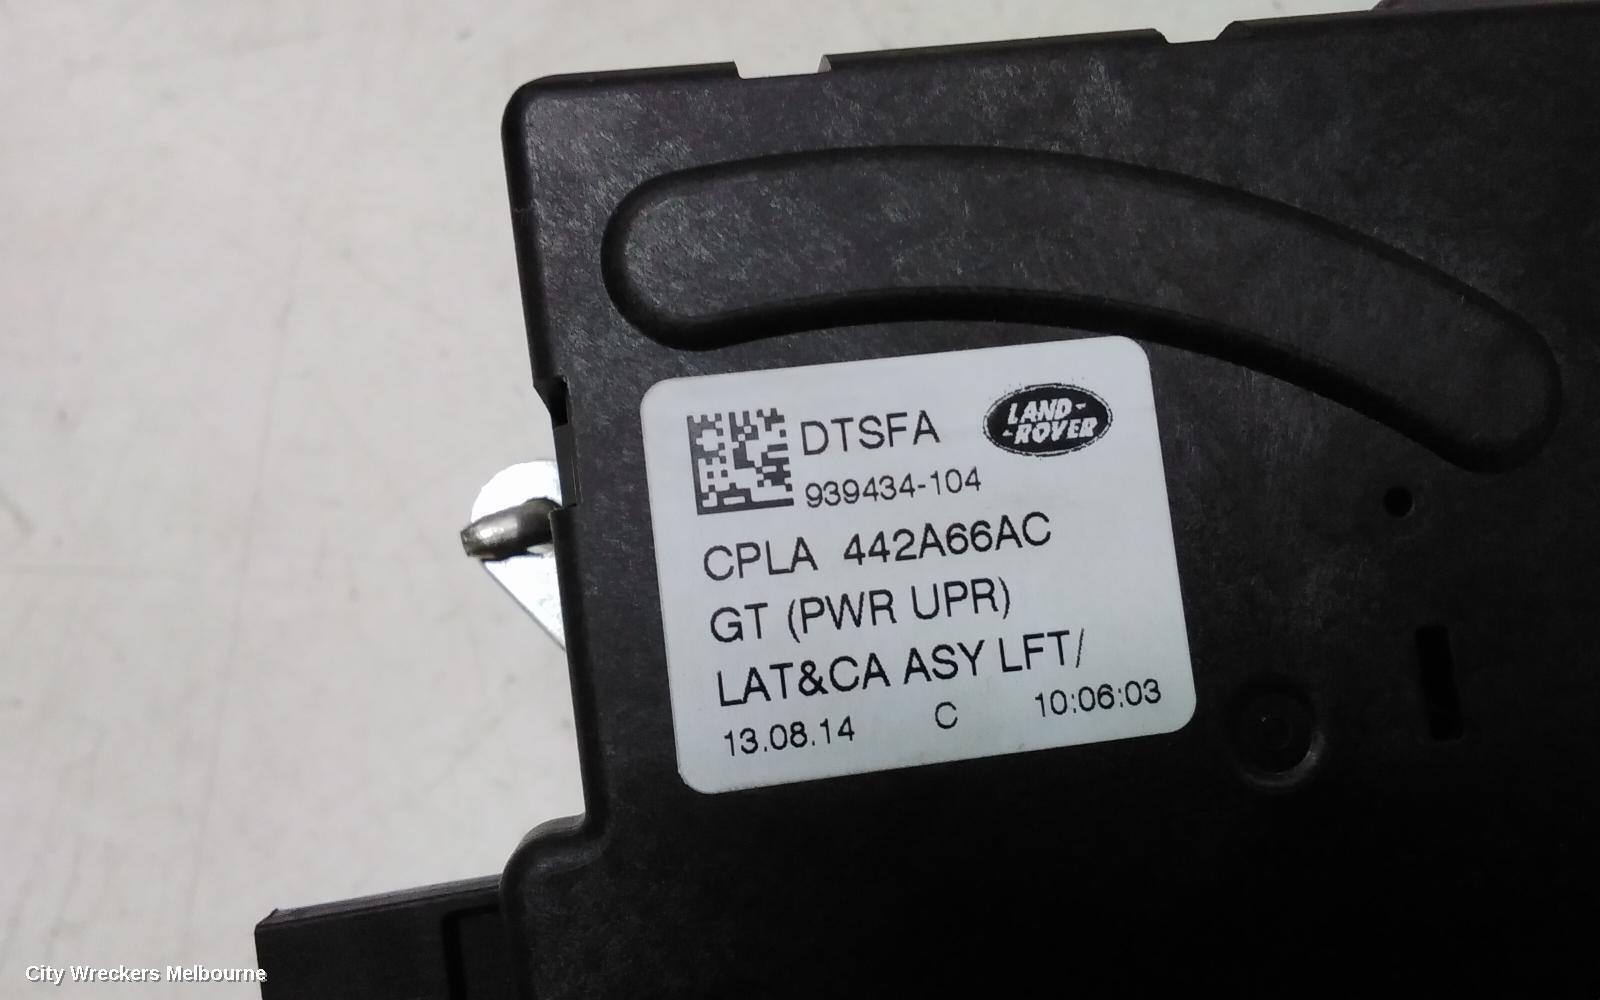 DTSFA
LAND-
-ROVER
939434-104
CPLA 442A66AC
GT (PWR UPR)
LAT&CA ASY LFT/
13.08.14 C 10:06:03
City Wreckers Melbourne